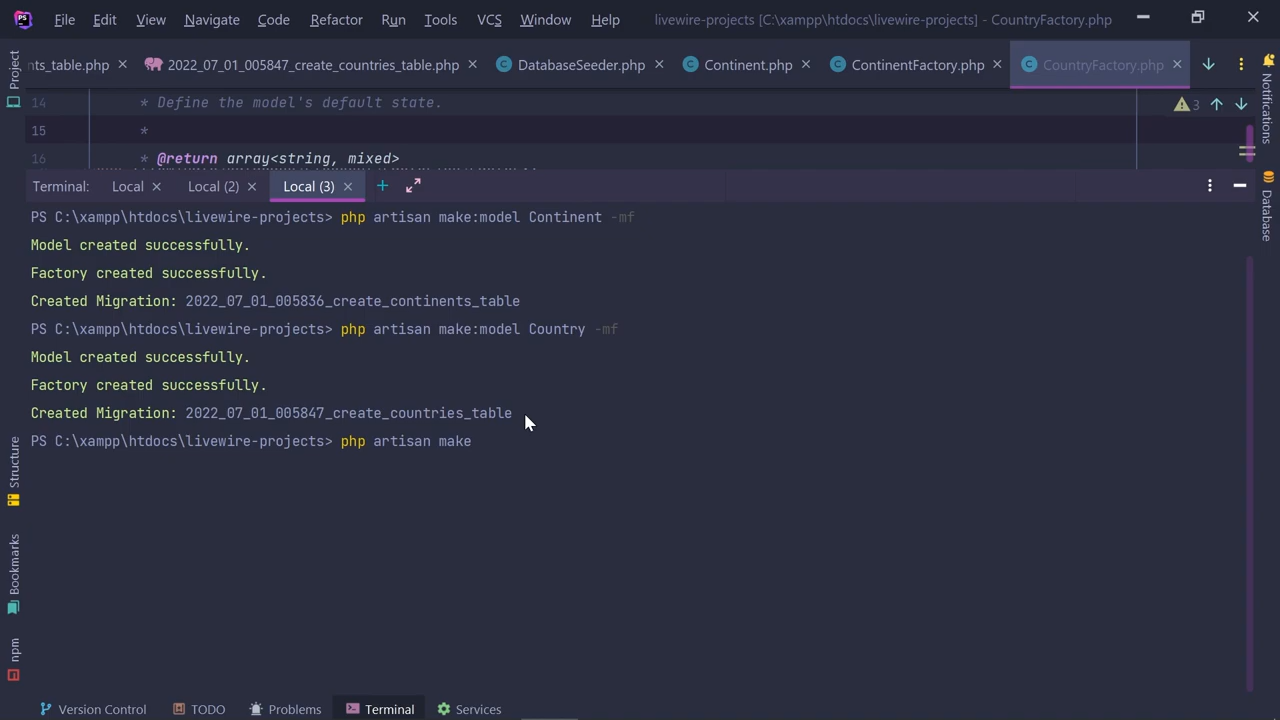 PS File Edit View Navigate Code Refactor Run Tools VCS Window Help livewire-projects [C:\xampp\htdocs\livewire-projects] - CountryFactory.php
nts_table.php 2022_07_01_005847_create_countries_table.php DatabaseSeeder.php Continent.php ContinentFactory.php CountryFactory.php
Project
Notifications
14 * Define the model's default state.
3
15 *
16 * @return array<string, mixed>
Terminal: Local Local (2) Local (3)
Database
PS C:\xampp\htdocs\livewire-projects> php artisan make:model Continent -mf
Model created successfully.
Factory created successfully.
Created Migration: 2022_07_01_005836_create_continents_table
PS C:\xampp\htdocs\livewire-projects> php artisan make:model Country -mf
Model created successfully.
Factory created successfully.
Created Migration: 2022_07_01_005847_create_countries_table
PS C:\xampp\htdocs\livewire-projects> php artisan make
Structure
Bookmarks
npm
Version Control TODO Problems Terminal Services